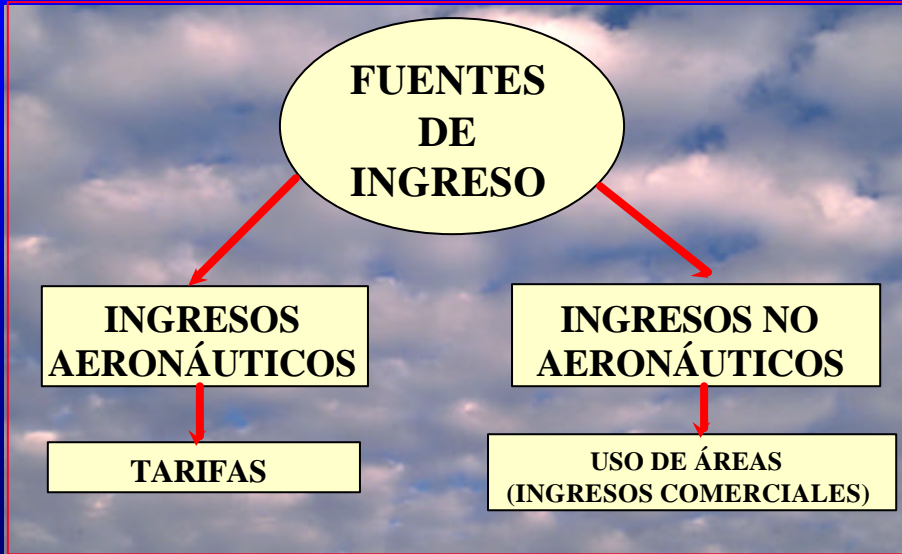 FUENTES
DE
INGRESO
INGRESOS
AERONÁUTICOS
INGRESOS NO
AERONÁUTICOS
TARIFAS
USO DE ÁREAS
(INGRESOS COMERCIALES)